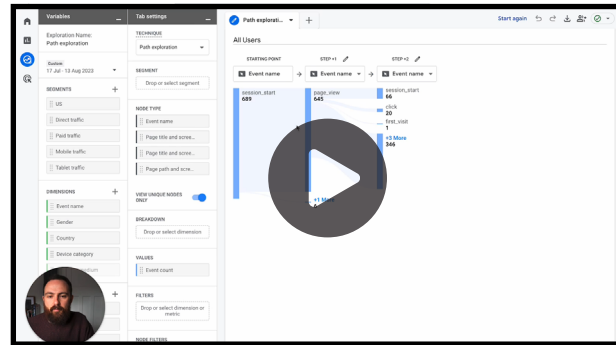 Variables
Exploration Name:
Path exploration
Custom
17 Jul - 13 Aug 2023
SEGMENTS
US
Direct traffic
Paid traffic
Mobile traffic
Tablet traffic
DIMENSIONS
Event name
Gender
Country
Device category
Tab settings
TECHNIQUE
Path exploration
SEGMENT
Drop or select segment
NODE TYPE
Event name
Page title and scree...
Page title and scree...
Page path and scre...
VIEW UNIQUE NODES
ONLY
BREAKDOWN
Drop or select dimension
VALUES
Event count
FILTERS
Drop or select dimension or
metric
NODE FILTERS
Path explorati...
Start again
All Users
STARTING POINT
STEP +1
STEP +2
Event name
Event name
Event name
session_start
689
page_view
645
+1 More
session_start
66
click
20
first_visit
1
+3 More
346